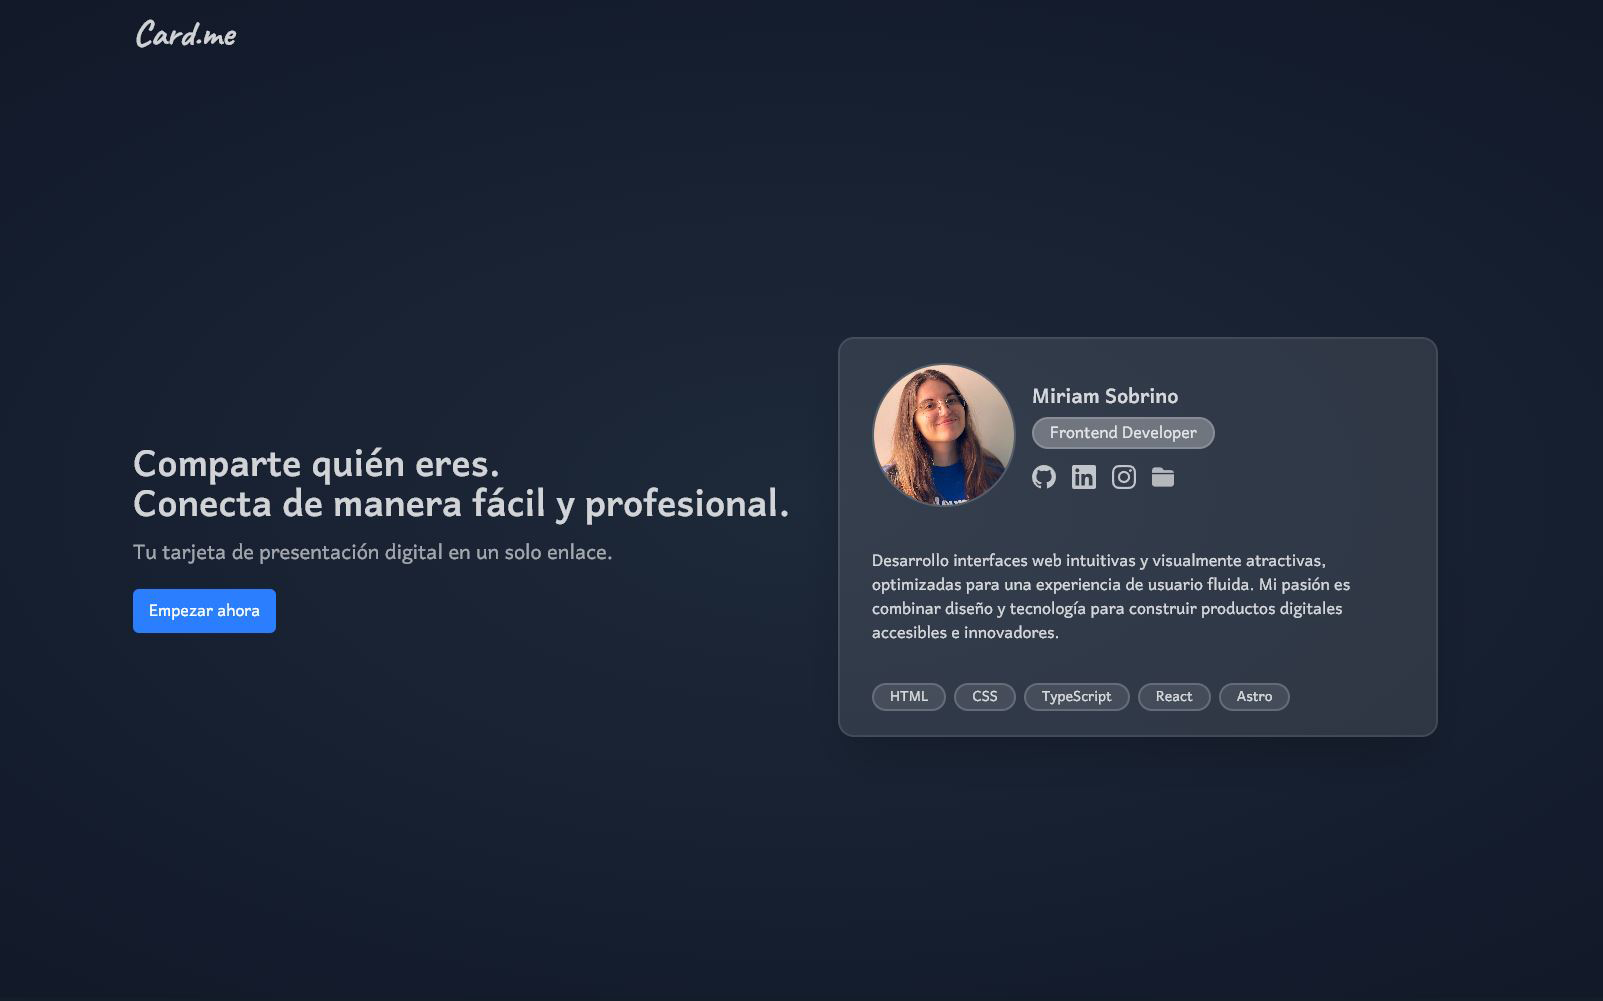 Card.me
Comparte quién eres.
Conecta de manera fácil y profesional.
Tu tarjeta de presentación digital en un solo enlace.
Empezar ahora
Miriam Sobrino
Frontend Developer
in
Desarrollo interfaces web intuitivas y visualmente atractivas,
optimizadas para una experiencia de usuario fluida. Mi pasión es
combinar diseño y tecnología para construir productos digitales
accesibles e innovadores.
HTML
CSS
TypeScript
React
Astro